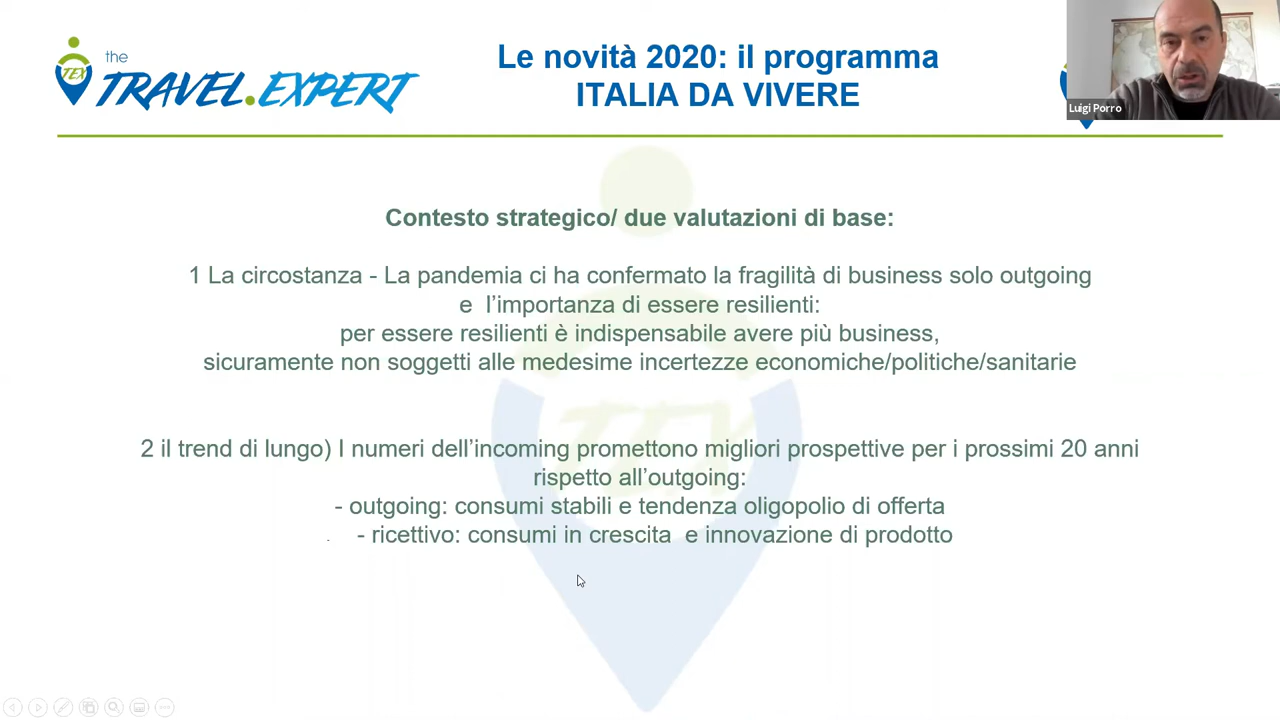 the
TEX TRAVEL.EXPERT
Le novità 2020: il programma
ITALIA DA VIVERE
Luigi Porro
Contesto strategico/ due valutazioni di base:
1 La circostanza - La pandemia ci ha confermato la fragilità di business solo outgoing
e l’importanza di essere resilienti:
per essere resilienti è indispensabile avere più business,
sicuramente non soggetti alle medesime incertezze economiche/politiche/sanitarie
2 il trend di lungo) I numeri dell’incoming promettono migliori prospettive per i prossimi 20 anni
rispetto all’outgoing:
- outgoing: consumi stabili e tendenza oligopolio di offerta
. - ricettivo: consumi in crescita e innovazione di prodotto
TEX